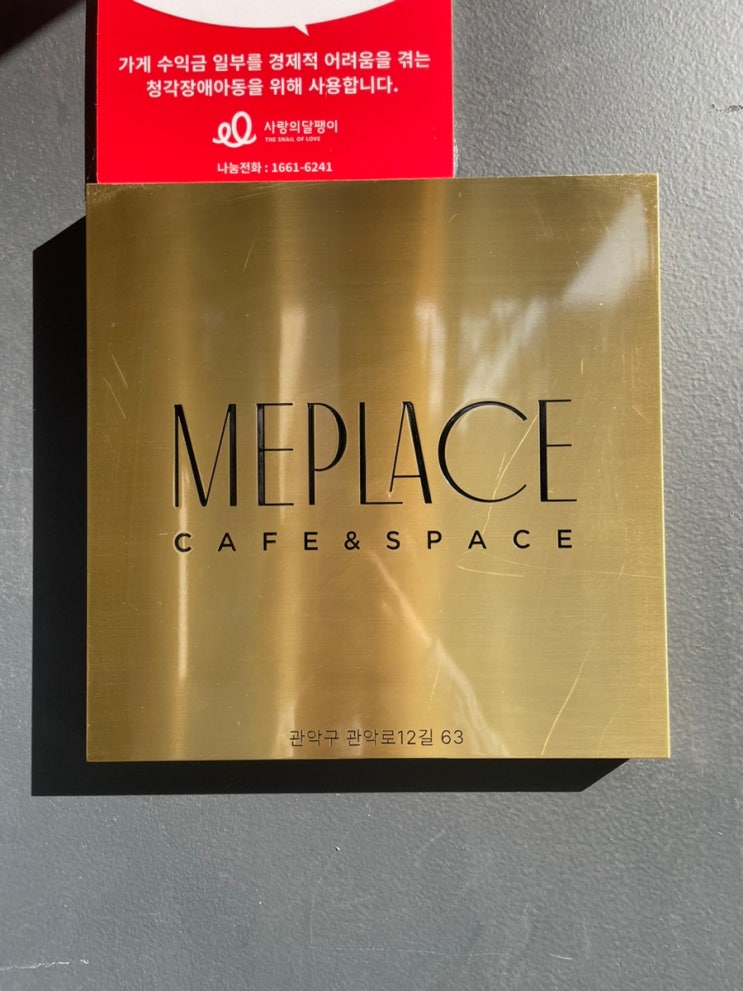 가게 수익금 일부를 경제적 어려움을 겪는
청각장애아동을 위해 사용합니다.
사랑의달팽이
THE SNAIL OF LOVE
나눔전화 : 1661-6241
MEPLACE
CAFE&SPACE
관악구 관악로12길 63